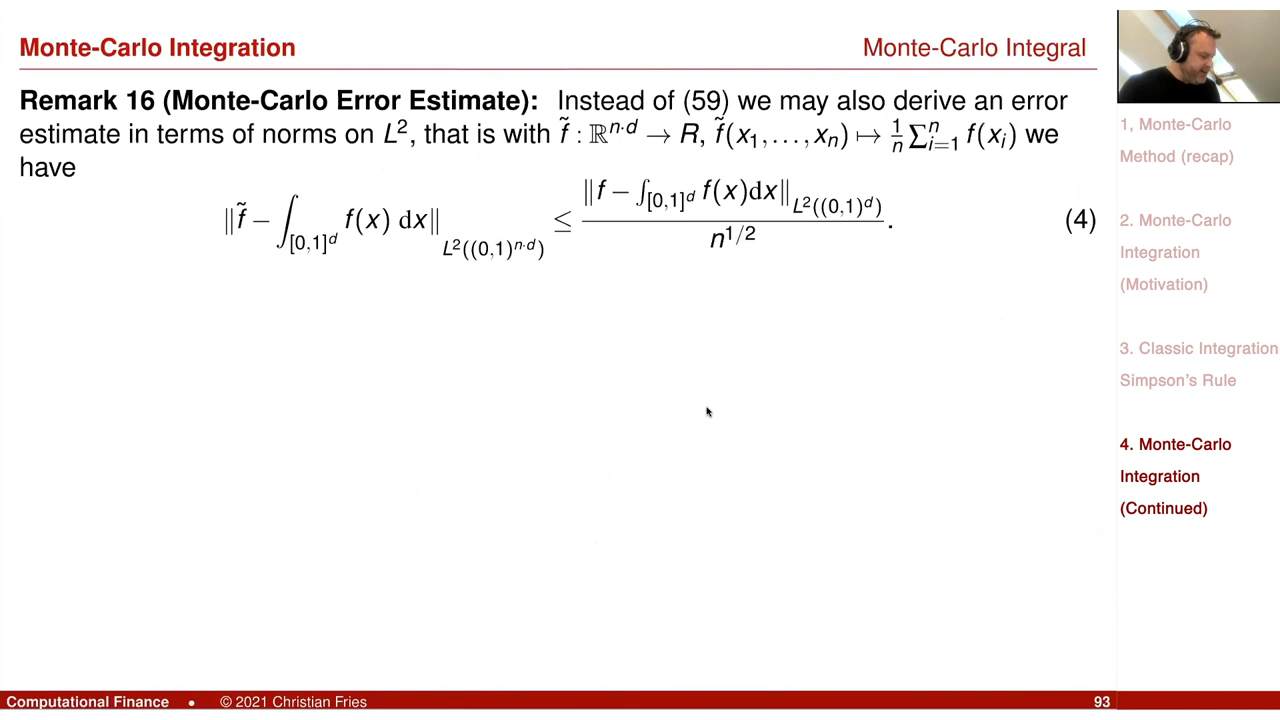 Monte-Carlo Integration
Monte-Carlo Integral
Remark 16 (Monte-Carlo Error Estimate): Instead of (59) we may also derive an error
estimate in terms of norms on L², that is with f̃ : ℝⁿ·ᵈ → R, f̃(x₁,…,xₙ) ↦ 1/n ∑ⁿᵢ₌₁ f(xᵢ) we
have
‖f̃ − ∫_[0,1]^d f(x) dx‖_L²((0,1)^n·d) ≤ ‖f − ∫_[0,1]^d f(x)dx‖_L²((0,1)^d) / n^1/2 . (4)
1, Monte-Carlo
Method (recap)
2. Monte-Carlo
Integration
(Motivation)
3. Classic Integration
Simpson's Rule
4. Monte-Carlo
Integration
(Continued)
Computational Finance • © 2021 Christian Fries 93